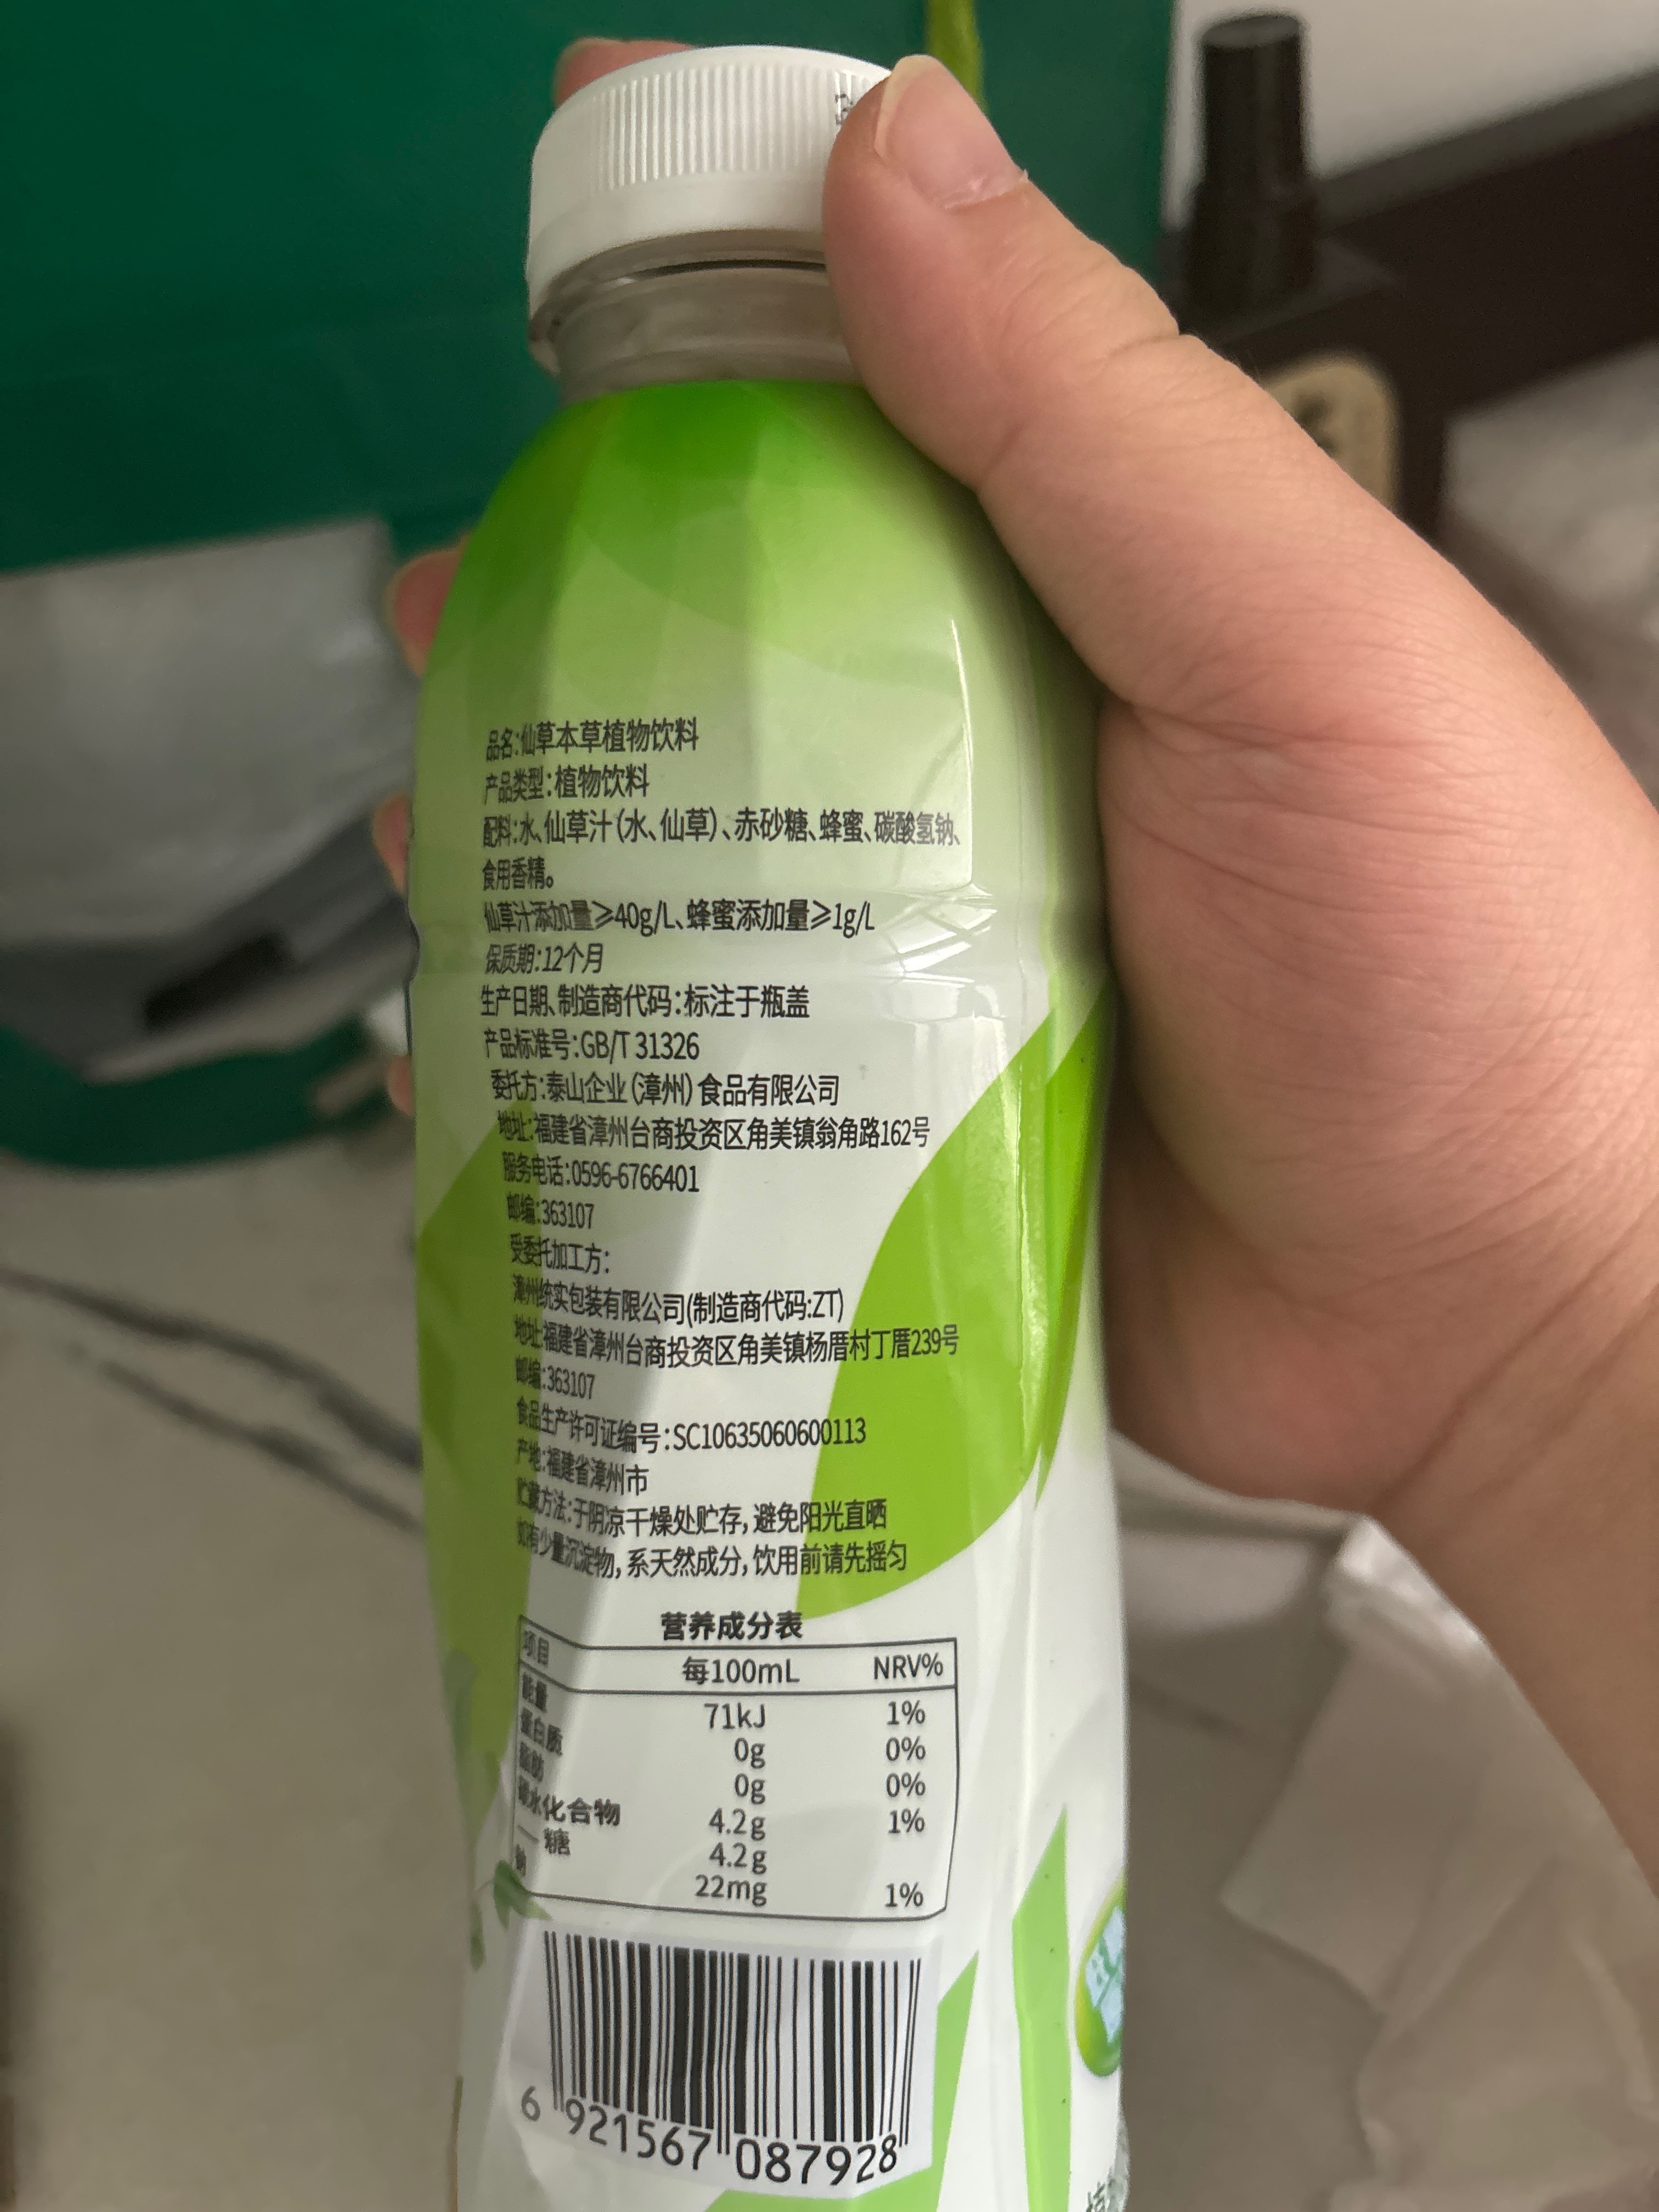 品名:仙草本草植物饮料
产品类型:植物饮料
配料:水、仙草汁(水、仙草)、赤砂糖、蜂蜜、碳酸氢钠、
食用香精。
仙草汁添加量≥40g/L、蜂蜜添加量≥1g/L
保质期:12个月
生产日期、制造商代码:标注于瓶盖
产品标准号:GB/T 31326
委托方:泰山企业(漳州)食品有限公司
地址:福建省漳州台商投资区角美镇翁角路162号
服务电话:0596-6766401
邮编:363107
受委托加工方:
漳州统实包装有限公司(制造商代码:ZT)
地址:福建省漳州台商投资区角美镇杨厝村丁厝239号
邮编:363107
食品生产许可证编号:SC10635060600113
产地:福建省漳州市
贮藏方法:于阴凉干燥处贮存,避免阳光直晒
如有少量沉淀物,系天然成分,饮用前请先摇匀
营养成分表
项目 每100mL NRV%
能量 71kJ 1%
蛋白质 0g 0%
脂肪 0g 0%
碳水化合物 4.2g 1%
——糖 4.2g
钠 22mg 1%
6 921567 087928